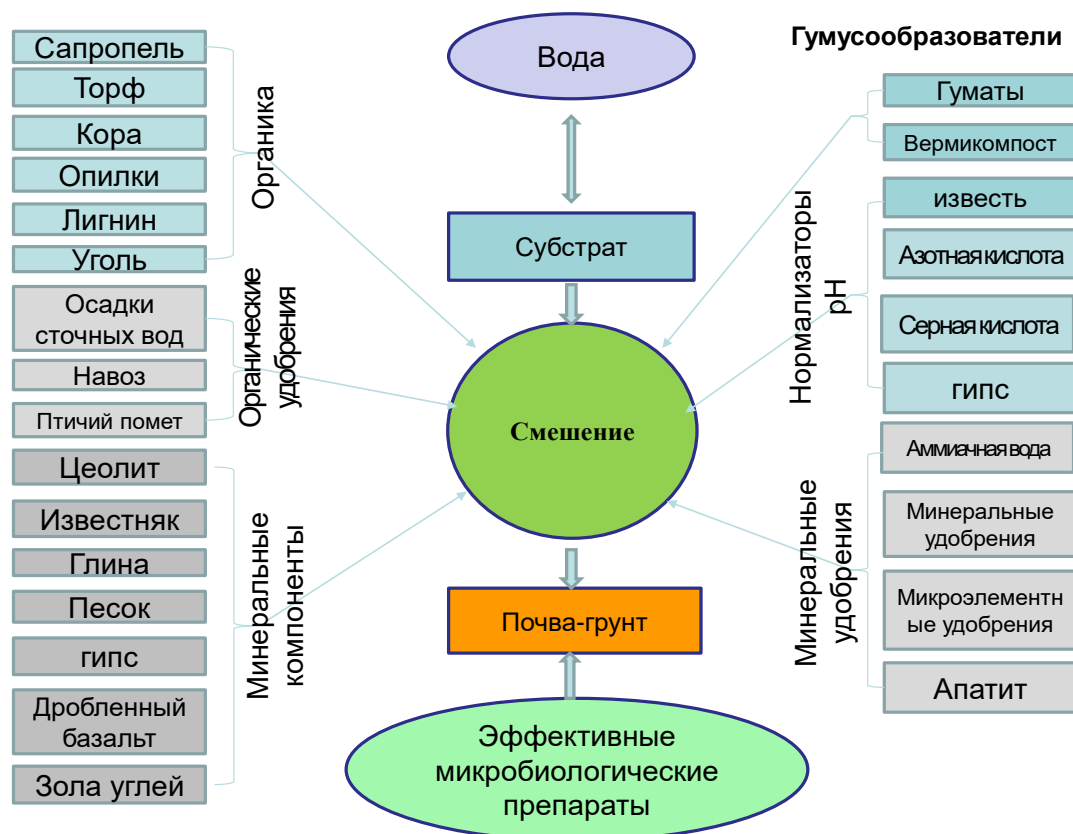 Сапропель
Торф
Кора
Опилки
Лигнин
Уголь
Органика
Осадки
сточных вод
Навоз
Птичий помет
Органические
удобрения
Цеолит
Известняк
Глина
Песок
гипс
Дробленный
базальт
Зола углей
Минеральные
компоненты
Вода
Субстрат
Смешение
Почва-грунт
Эффективные
микробиологические
препараты
Гумусообразователи
Гуматы
Вермикомпост
Нормализаторы
pH
известь
Азотная кислота
Серная кислота
гипс
Минеральные
удобрения
Аммиачная вода
Минеральные
удобрения
Микроэлементн
ые удобрения
Апатит